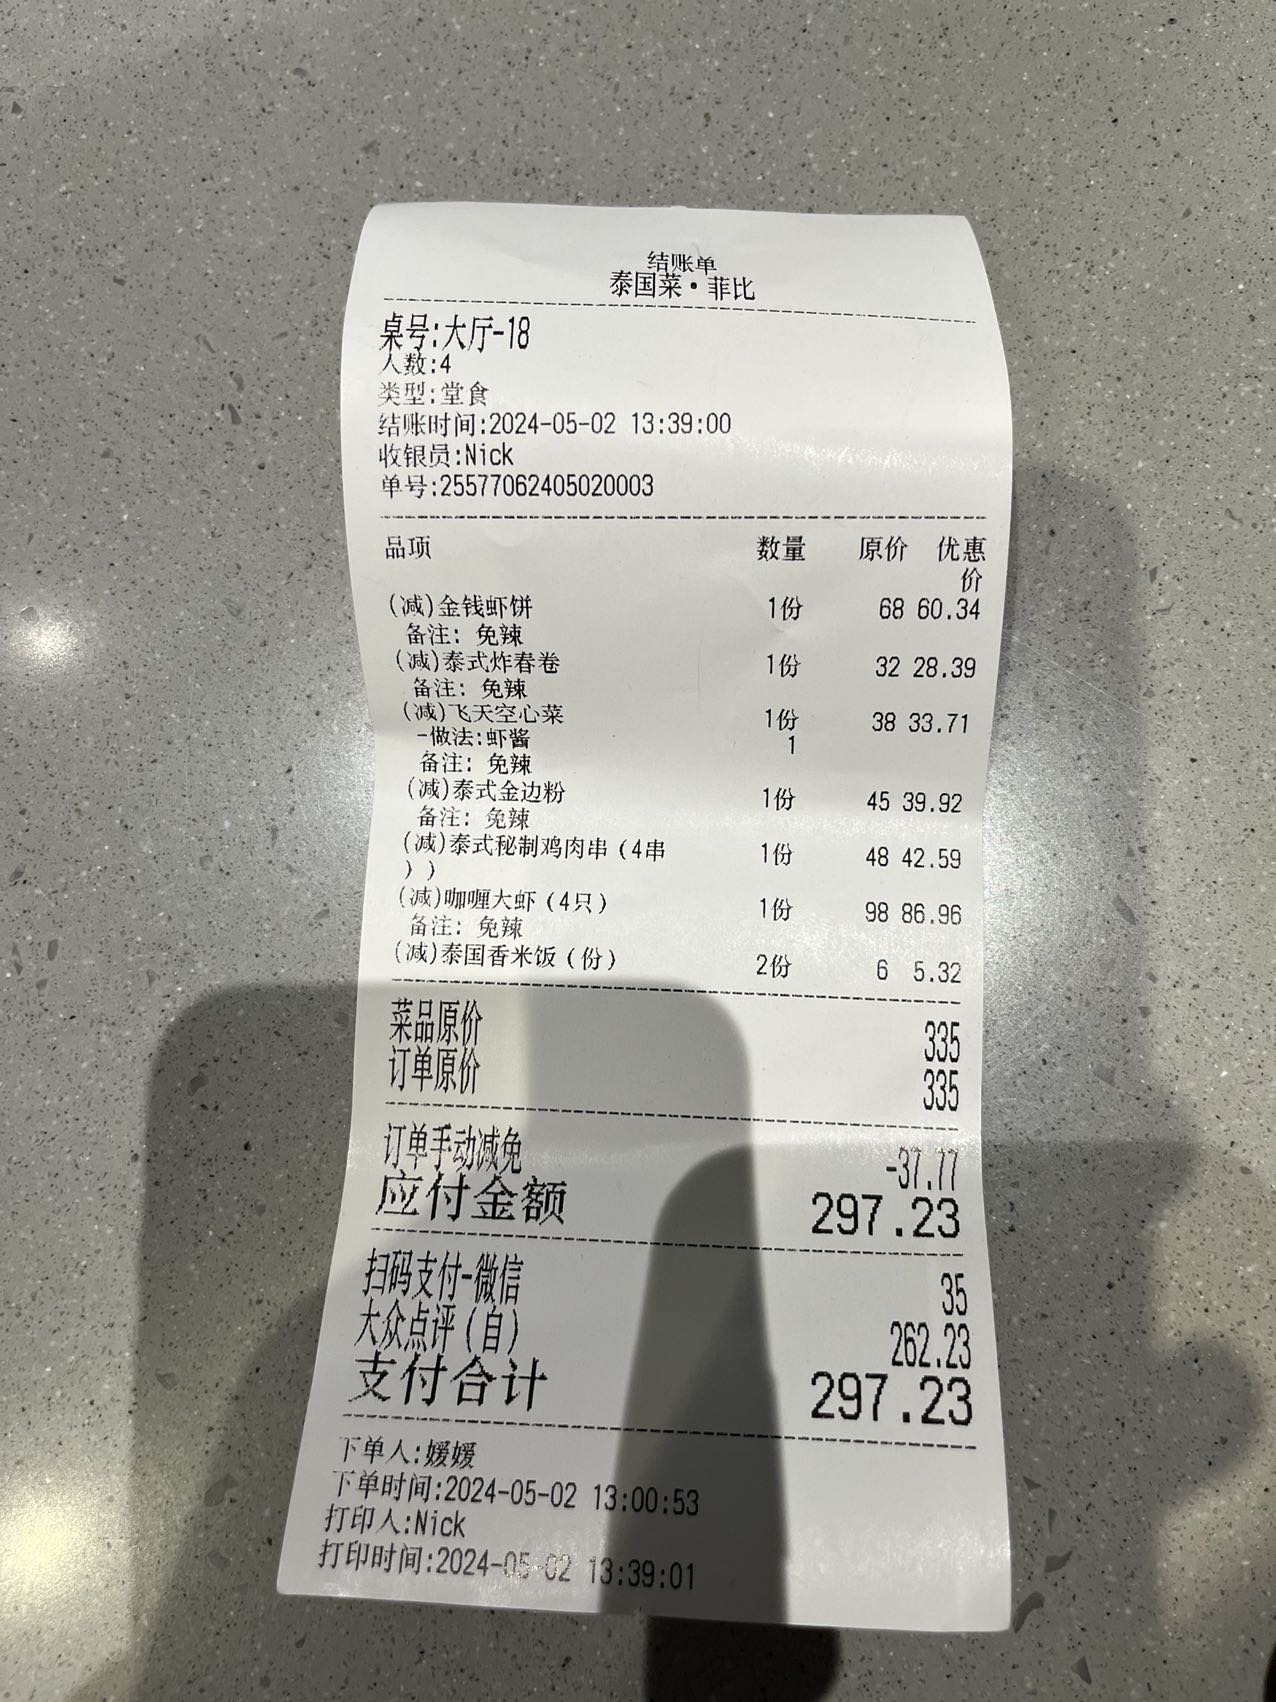 结账单
泰国菜·菲比
桌号:大厅-18
人数:4
类型:堂食
结账时间:2024-05-02 13:39:00
收银员:Nick
单号:25577062405020003
品项 数量 原价 优惠
价
(减)金钱虾饼 1份 68 60.34
备注: 免辣
(减)泰式炸春卷 1份 32 28.39
备注: 免辣
(减)飞天空心菜 1份 38 33.71
-做法:虾酱 1
备注: 免辣
(减)泰式金边粉 1份 45 39.92
备注: 免辣
(减)泰式秘制鸡肉串(4串 1份 48 42.59
))
(减)咖喱大虾(4只) 1份 98 86.96
备注: 免辣
(减)泰国香米饭(份) 2份 6 5.32
菜品原价 335
订单原价 335
订单手动减免 -37.77
应付金额 297.23
扫码支付-微信 35
大众点评(自) 262.23
支付合计 297.23
下单人:媛媛
下单时间:2024-05-02 13:00:53
打印人:Nick
打印时间:2024-05-02 13:39:01